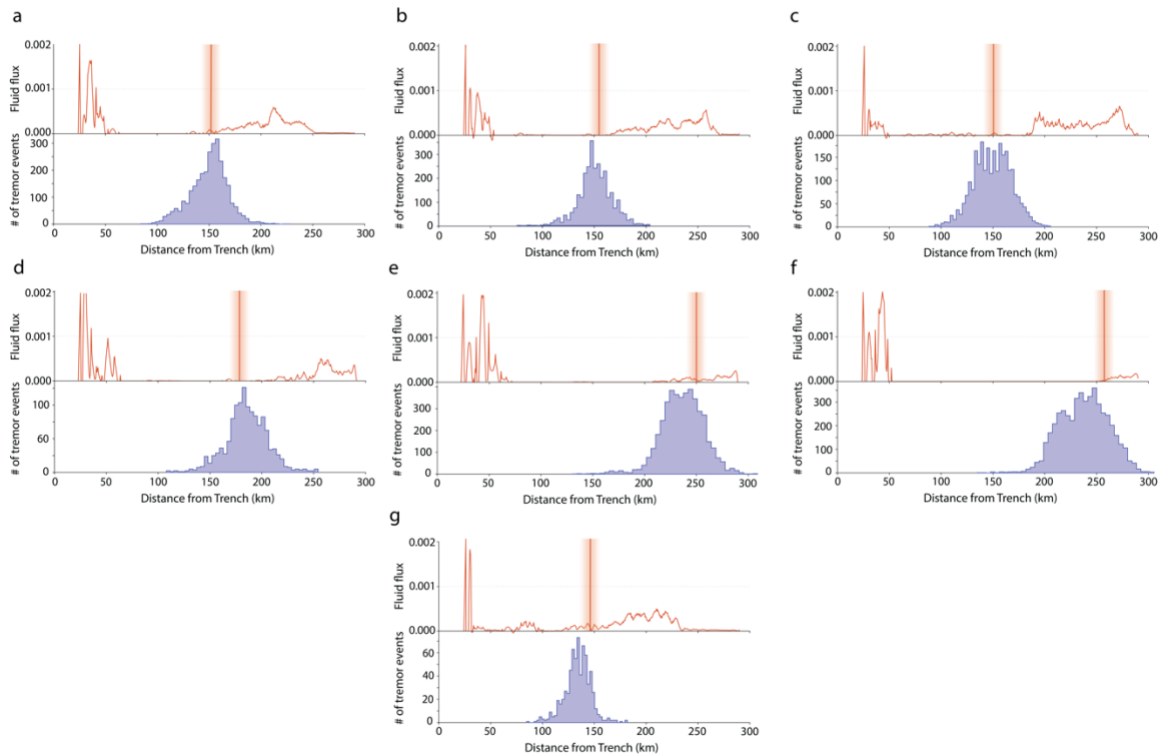 a
0.002
Fluid flux
0.001
0.000
# of tremor events
300
200
100
0
0 50 100 150 200 250 300
Distance from Trench (km)
b
0.002
Fluid flux
0.001
0.000
# of tremor events
300
200
100
0
0 50 100 150 200 250 300
Distance from Trench (km)
c
0.002
Fluid flux
0.001
0.000
# of tremor events
150
100
50
0
0 50 100 150 200 250 300
Distance from Trench (km)
d
0.002
Fluid flux
0.001
0.000
# of tremor events
100
60
0
0 50 100 150 200 250 300
Distance from Trench (km)
e
0.002
Fluid flux
0.001
0.000
# of tremor events
300
200
100
0
0 50 100 150 200 250 300
Distance from Trench (km)
f
0.002
Fluid flux
0.001
0.000
# of tremor events
300
200
100
0
0 50 100 150 200 250 300
Distance from Trench (km)
g
0.002
Fluid flux
0.001
0.000
# of tremor events
60
40
20
0
0 50 100 150 200 250 300
Distance from Trench (km)